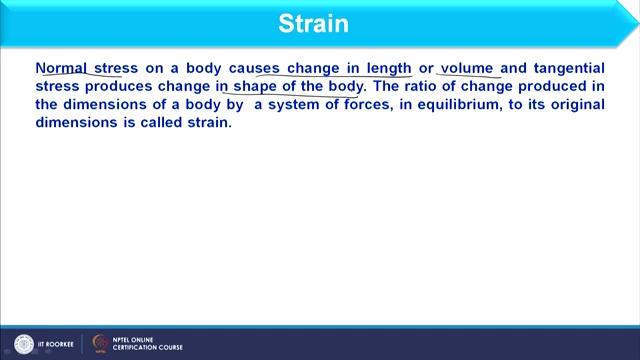 Strain
Normal stress on a body causes change in length or volume and tangential
stress produces change in shape of the body. The ratio of change produced in
the dimensions of a body by a system of forces, in equilibrium, to its original
dimensions is called strain.
IIT ROORKEE
NPTEL ONLINE
CERTIFICATION COURSE